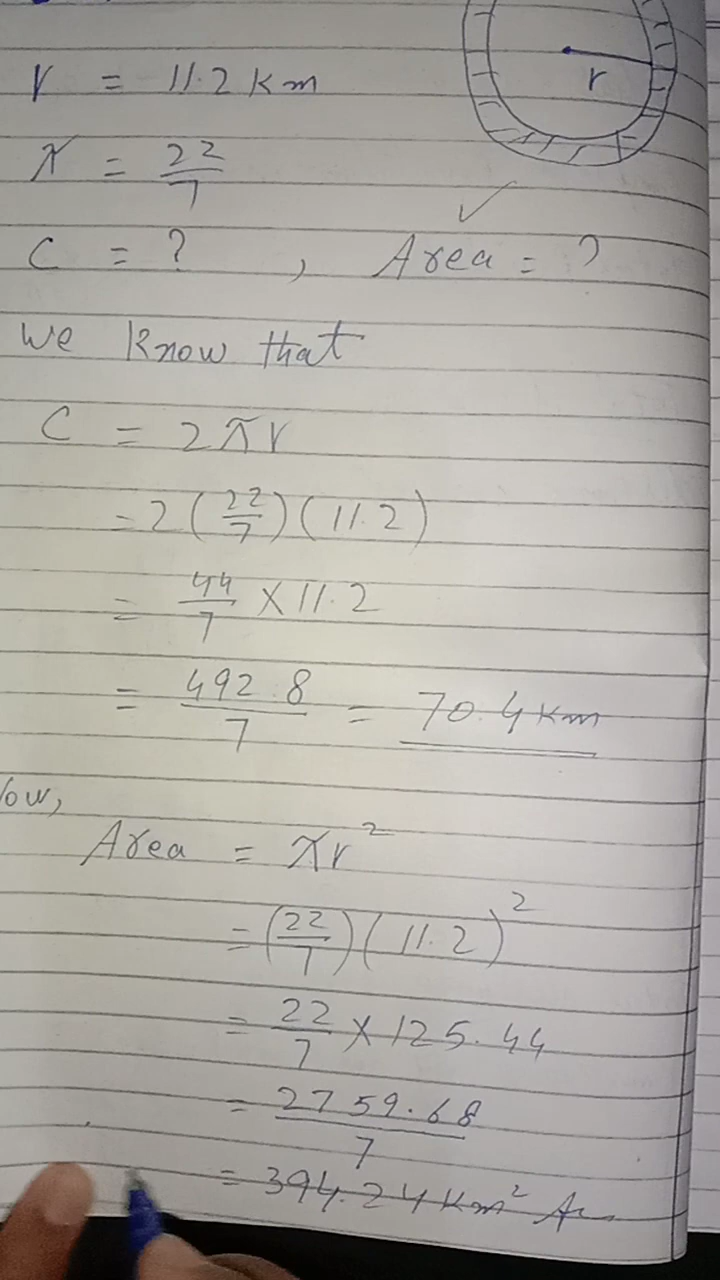 r
r = 11.2 km
π = 22/7
C = ? , Area = ?
We know that
C = 2πr
= 2(22/7)(11.2)
= 44/7 × 11.2
= 492.8/7 = 70.4 km
Area = πr²
= (22/7)(11.2)²
= 22/7 × 125.44
= 2759.68/7
= 394.24 km²